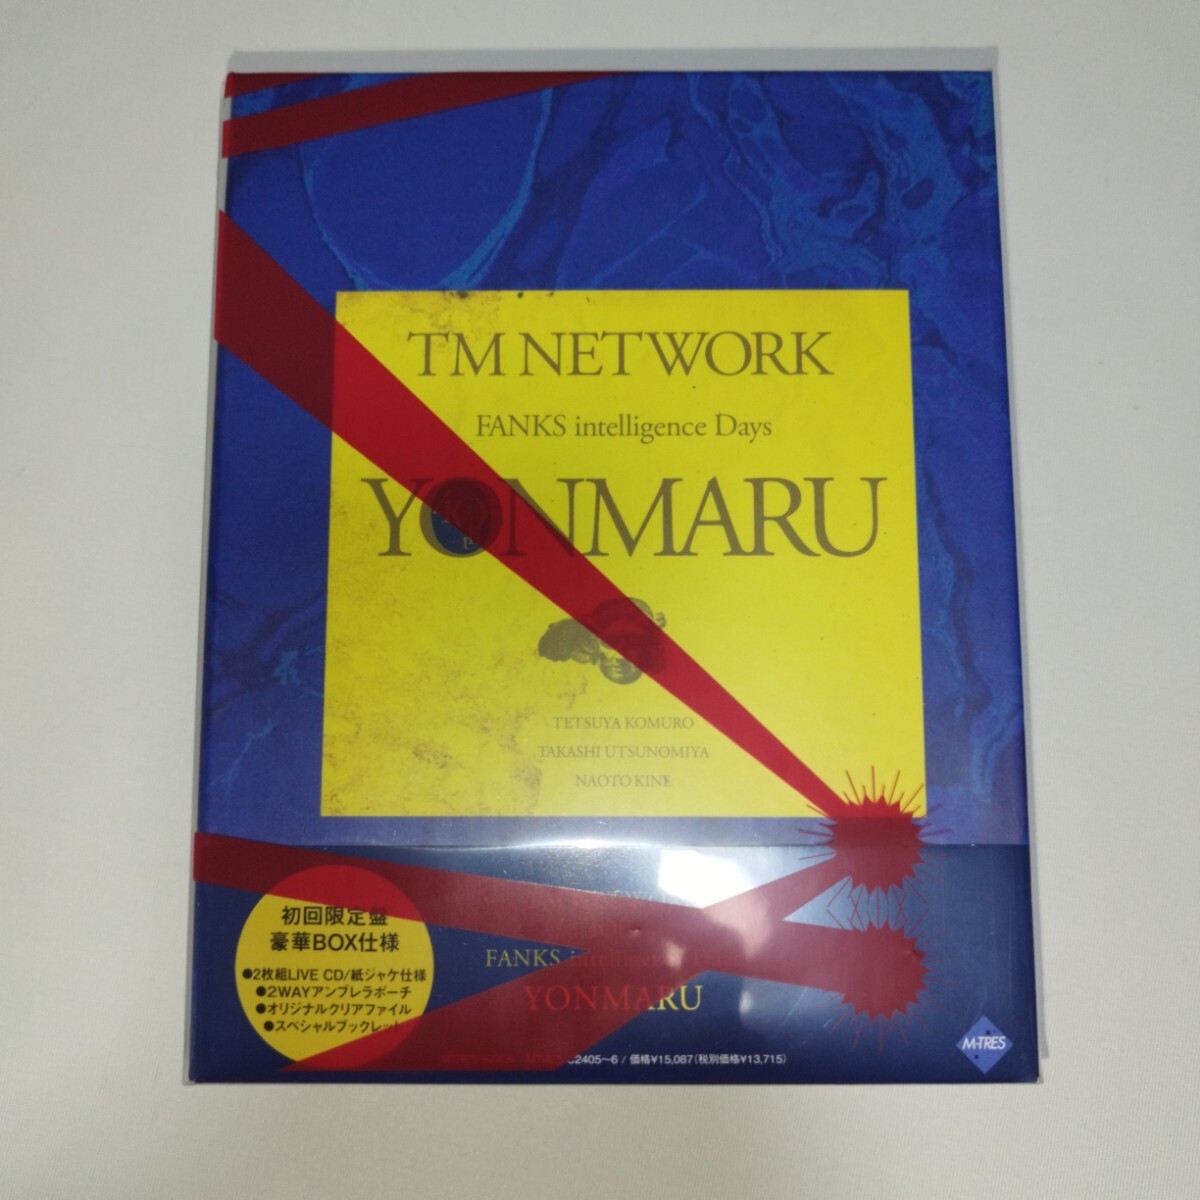 TM NETWORK
FANKS intelligence Days
YONMARU
TETSUYA KOMURO
TAKASHI UTSUNOMIYA
NAOTO KINE
初回限定盤
豪華BOX仕様
●2枚組LIVE CD/紙ジャケ仕様
●2WAYアンブレラポーチ
●オリジナルクリアファイル
●スペシャルブックレット
FANKS
YONMARU
2405~6 / 価格¥15,087(税別価格¥13,715)
M-TRES